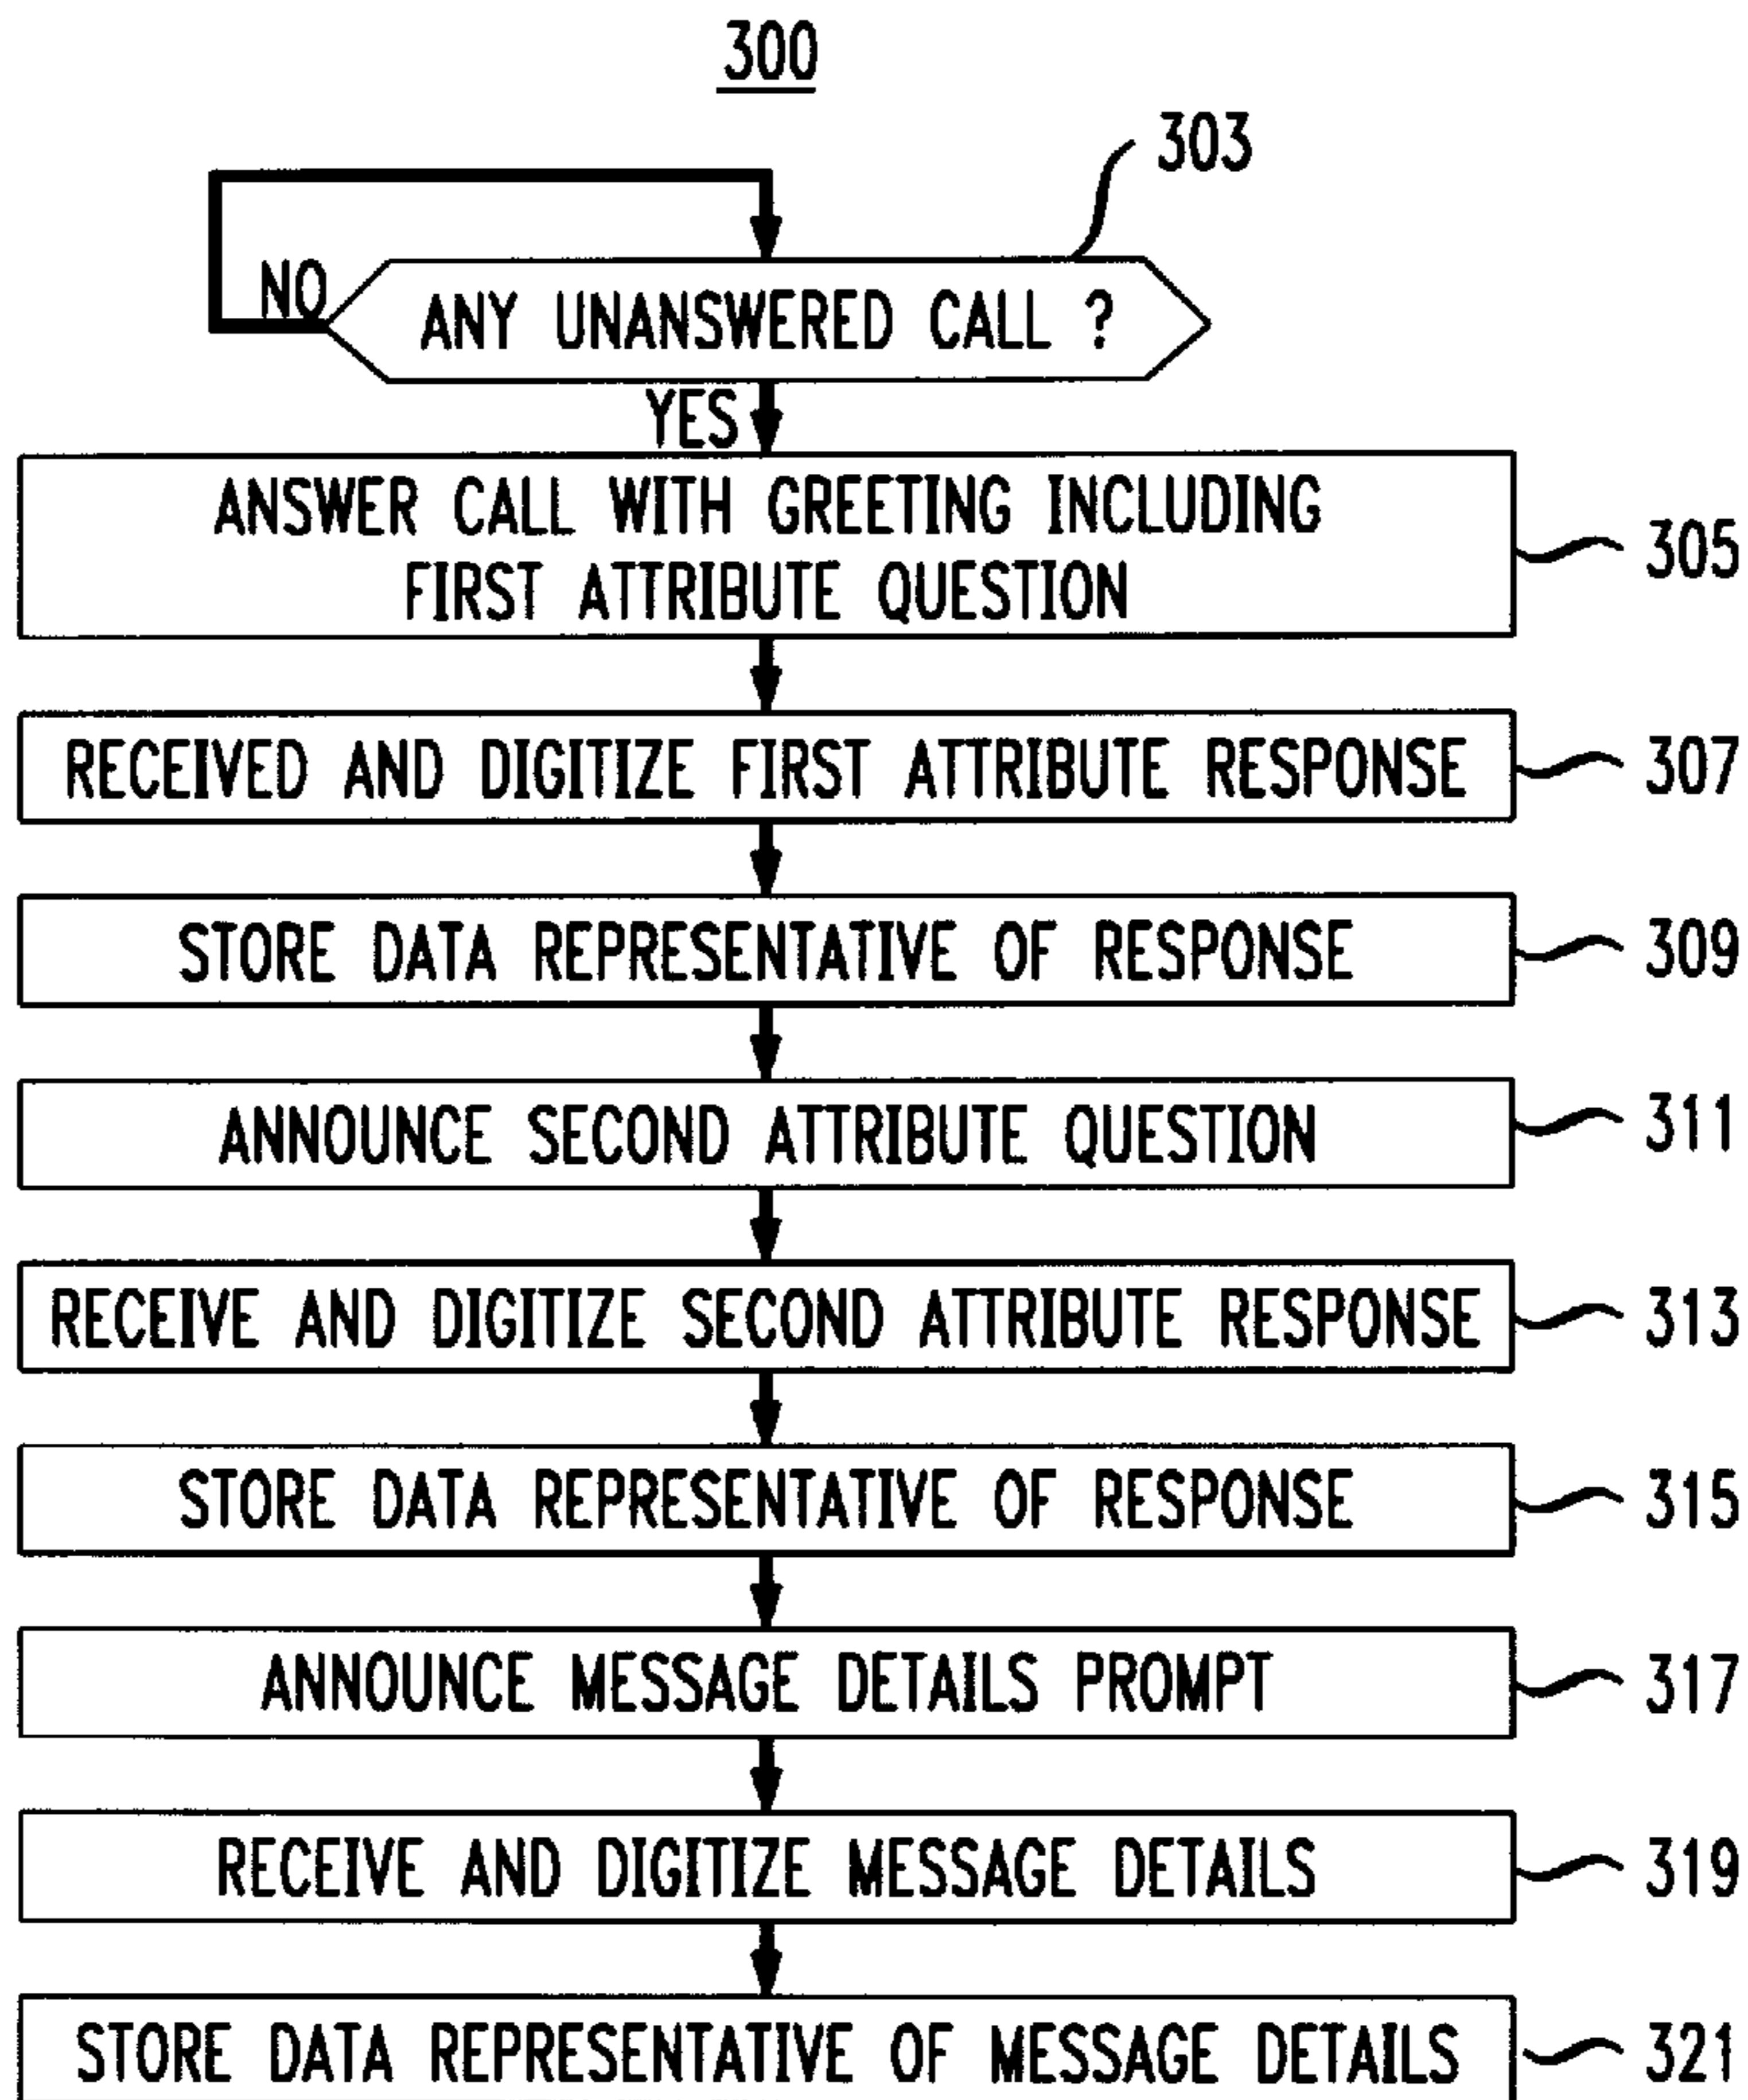 300
303
NO
ANY UNANSWERED CALL ?
YES
ANSWER CALL WITH GREETING INCLUDING
FIRST ATTRIBUTE QUESTION
305
RECEIVED AND DIGITIZE FIRST ATTRIBUTE RESPONSE
307
STORE DATA REPRESENTATIVE OF RESPONSE
309
ANNOUNCE SECOND ATTRIBUTE QUESTION
311
RECEIVE AND DIGITIZE SECOND ATTRIBUTE RESPONSE
313
STORE DATA REPRESENTATIVE OF RESPONSE
315
ANNOUNCE MESSAGE DETAILS PROMPT
317
RECEIVE AND DIGITIZE MESSAGE DETAILS
319
STORE DATA REPRESENTATIVE OF MESSAGE DETAILS
321